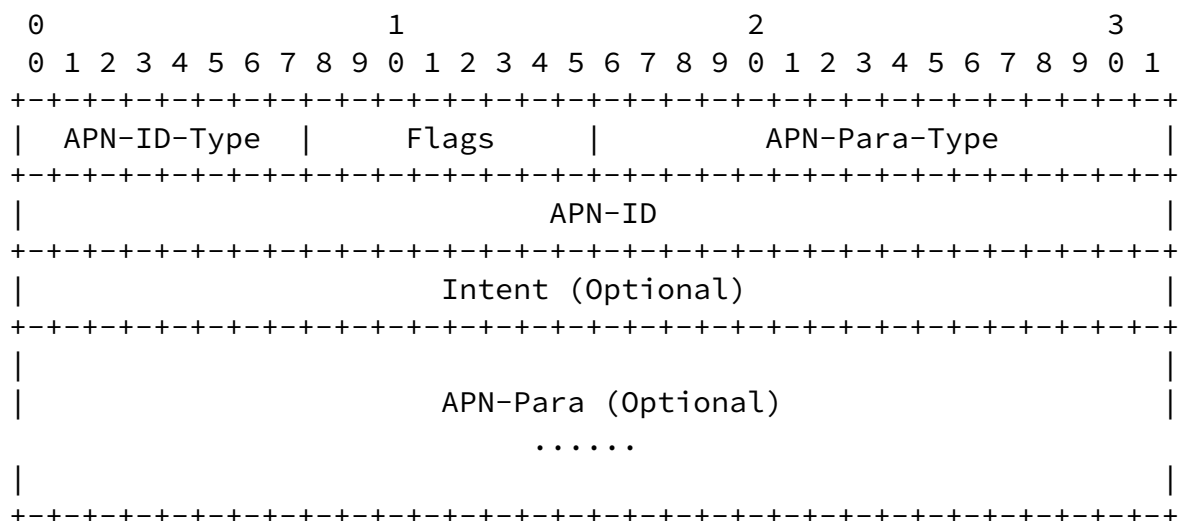 0                   1                   2                   3
 0 1 2 3 4 5 6 7 8 9 0 1 2 3 4 5 6 7 8 9 0 1 2 3 4 5 6 7 8 9 0 1
+-+-+-+-+-+-+-+-+-+-+-+-+-+-+-+-+-+-+-+-+-+-+-+-+-+-+-+-+-+-+-+-+
|  APN-ID-Type  |     Flags     |         APN-Para-Type         |
+-+-+-+-+-+-+-+-+-+-+-+-+-+-+-+-+-+-+-+-+-+-+-+-+-+-+-+-+-+-+-+-+
|                             APN-ID                            |
+-+-+-+-+-+-+-+-+-+-+-+-+-+-+-+-+-+-+-+-+-+-+-+-+-+-+-+-+-+-+-+-+
|                       Intent (Optional)                       |
+-+-+-+-+-+-+-+-+-+-+-+-+-+-+-+-+-+-+-+-+-+-+-+-+-+-+-+-+-+-+-+-+
|                                                               |
|                       APN-Para (Optional)                     |
                             ......
|                                                               |
+-+-+-+-+-+-+-+-+-+-+-+-+-+-+-+-+-+-+-+-+-+-+-+-+-+-+-+-+-+-+-+-+